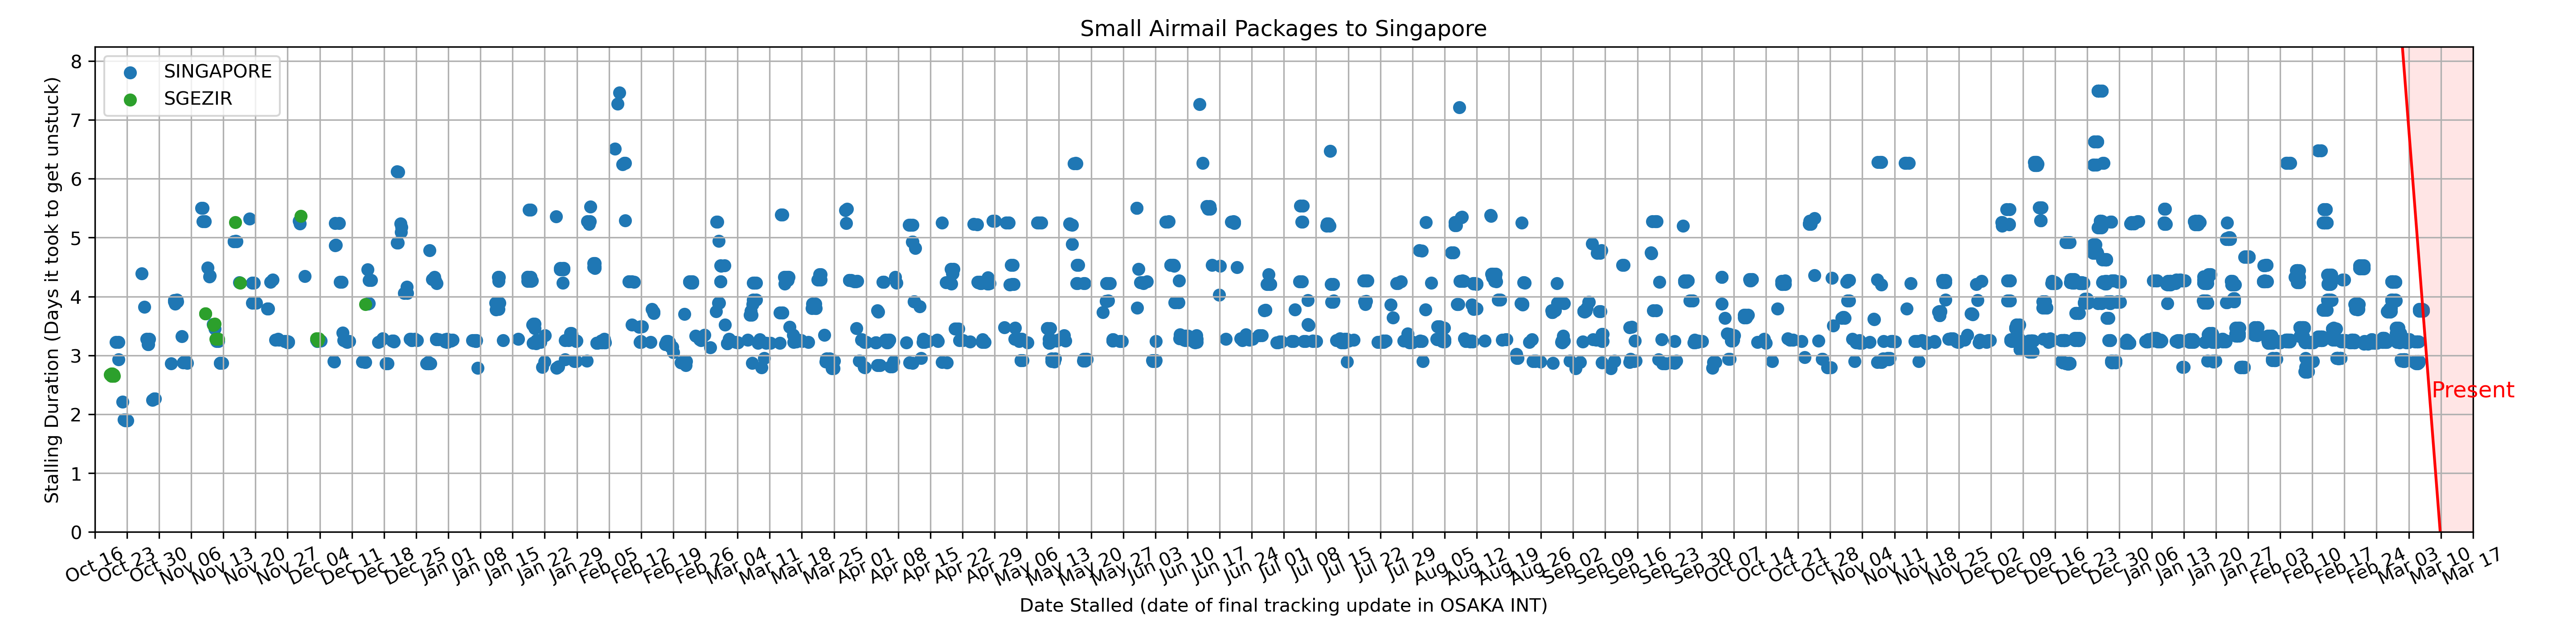 Small Airmail Packages to Singapore
SINGAPORE
SGEZIR
Stalling Duration (Days it took to get unstuck)
8
7
6
5
4
3
2
1
0
Present
Oct 16
Oct 23
Oct 30
Nov 06
Nov 13
Nov 20
Nov 27
Dec 04
Dec 11
Dec 18
Dec 25
Jan 01
Jan 08
Jan 15
Jan 22
Jan 29
Feb 05
Feb 12
Feb 19
Feb 26
Mar 04
Mar 11
Mar 18
Mar 25
Apr 01
Apr 08
Apr 15
Apr 22
Apr 29
May 06
May 13
May 20
May 27
Jun 03
Jun 10
Jun 17
Jun 24
Jul 01
Jul 08
Jul 15
Jul 22
Jul 29
Aug 05
Aug 12
Aug 19
Aug 26
Sep 02
Sep 09
Sep 16
Sep 23
Sep 30
Oct 07
Oct 14
Oct 21
Oct 28
Nov 04
Nov 11
Nov 18
Nov 25
Dec 02
Dec 09
Dec 16
Dec 23
Dec 30
Jan 06
Jan 13
Jan 20
Jan 27
Feb 03
Feb 10
Feb 17
Feb 24
Mar 03
Mar 10
Mar 17
Date Stalled (date of final tracking update in OSAKA INT)